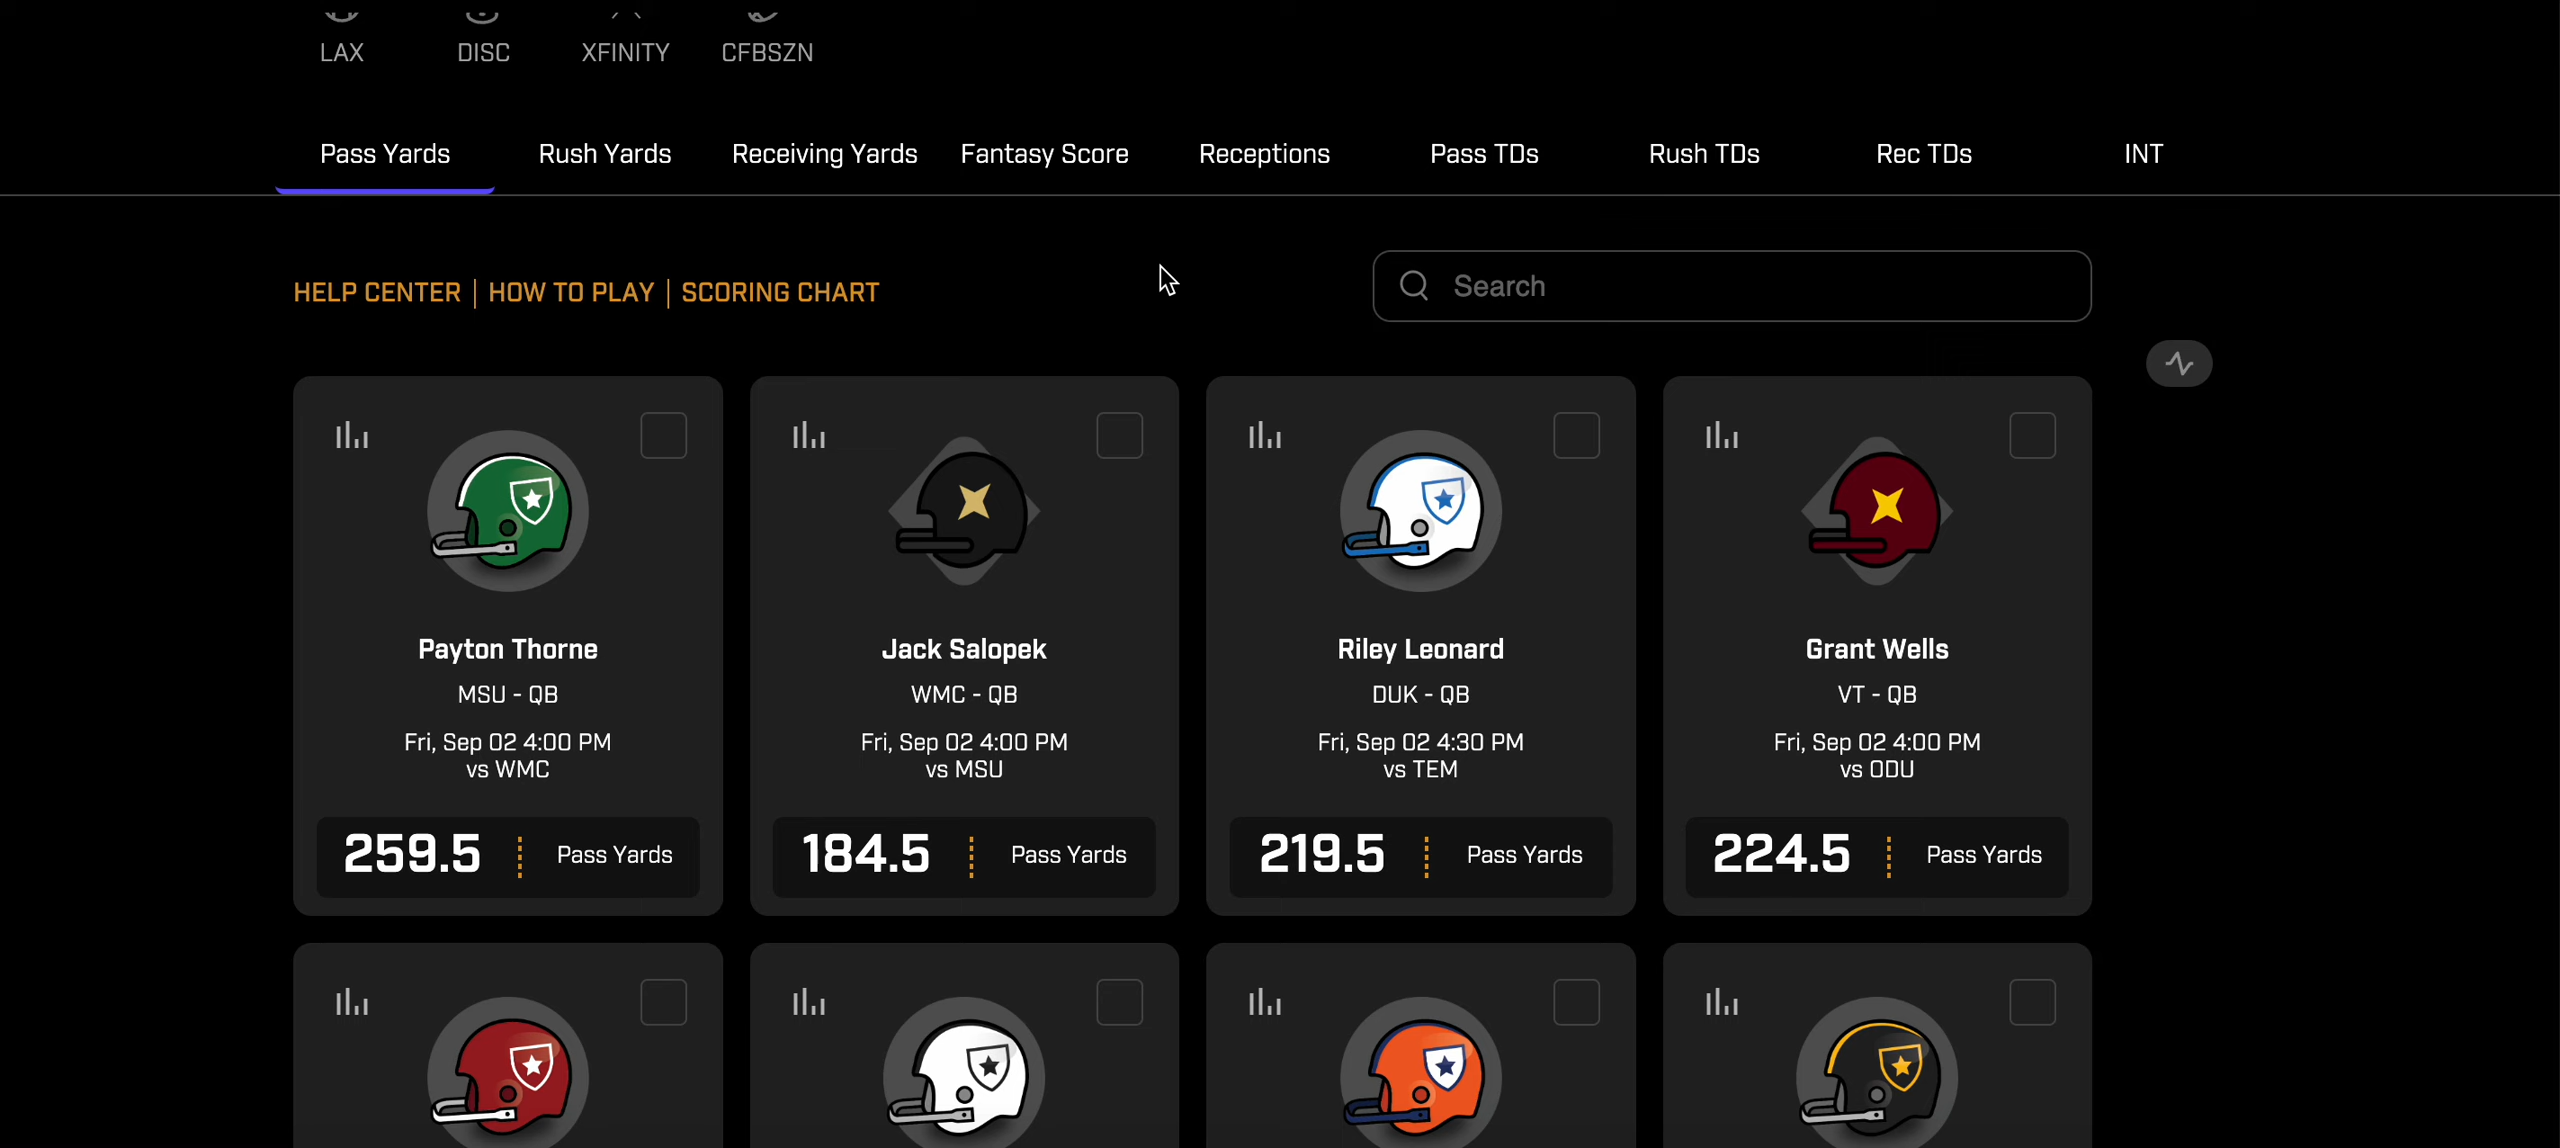 LAX DISC XFINITY CFBSZN
Pass Yards Rush Yards Receiving Yards Fantasy Score Receptions Pass TDs Rush TDs Rec TDs INT
HELP CENTER | HOW TO PLAY | SCORING CHART
Search
Payton Thorne
MSU - QB
Fri, Sep 02 4:00 PM
vs WMC
259.5 Pass Yards
Jack Salopek
WMC - QB
Fri, Sep 02 4:00 PM
vs MSU
184.5 Pass Yards
Riley Leonard
DUK - QB
Fri, Sep 02 4:30 PM
vs TEM
219.5 Pass Yards
Grant Wells
VT - QB
Fri, Sep 02 4:00 PM
vs ODU
224.5 Pass Yards